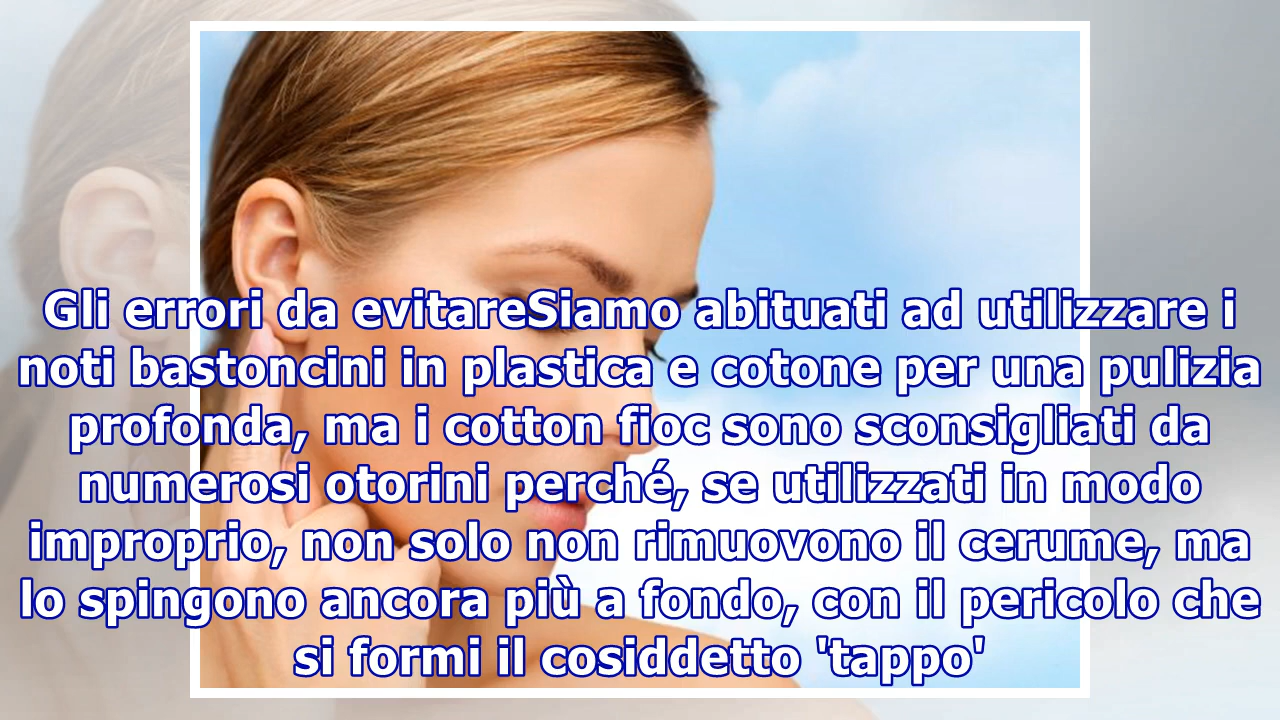 Gli errori da evitareSiamo abituati ad utilizzare i
noti bastoncini in plastica e cotone per una pulizia
profonda, ma i cotton fioc sono sconsigliati da
numerosi otorini perché, se utilizzati in modo
improprio, non solo non rimuovono il cerume, ma
lo spingono ancora più a fondo, con il pericolo che
si formi il cosiddetto 'tappo'